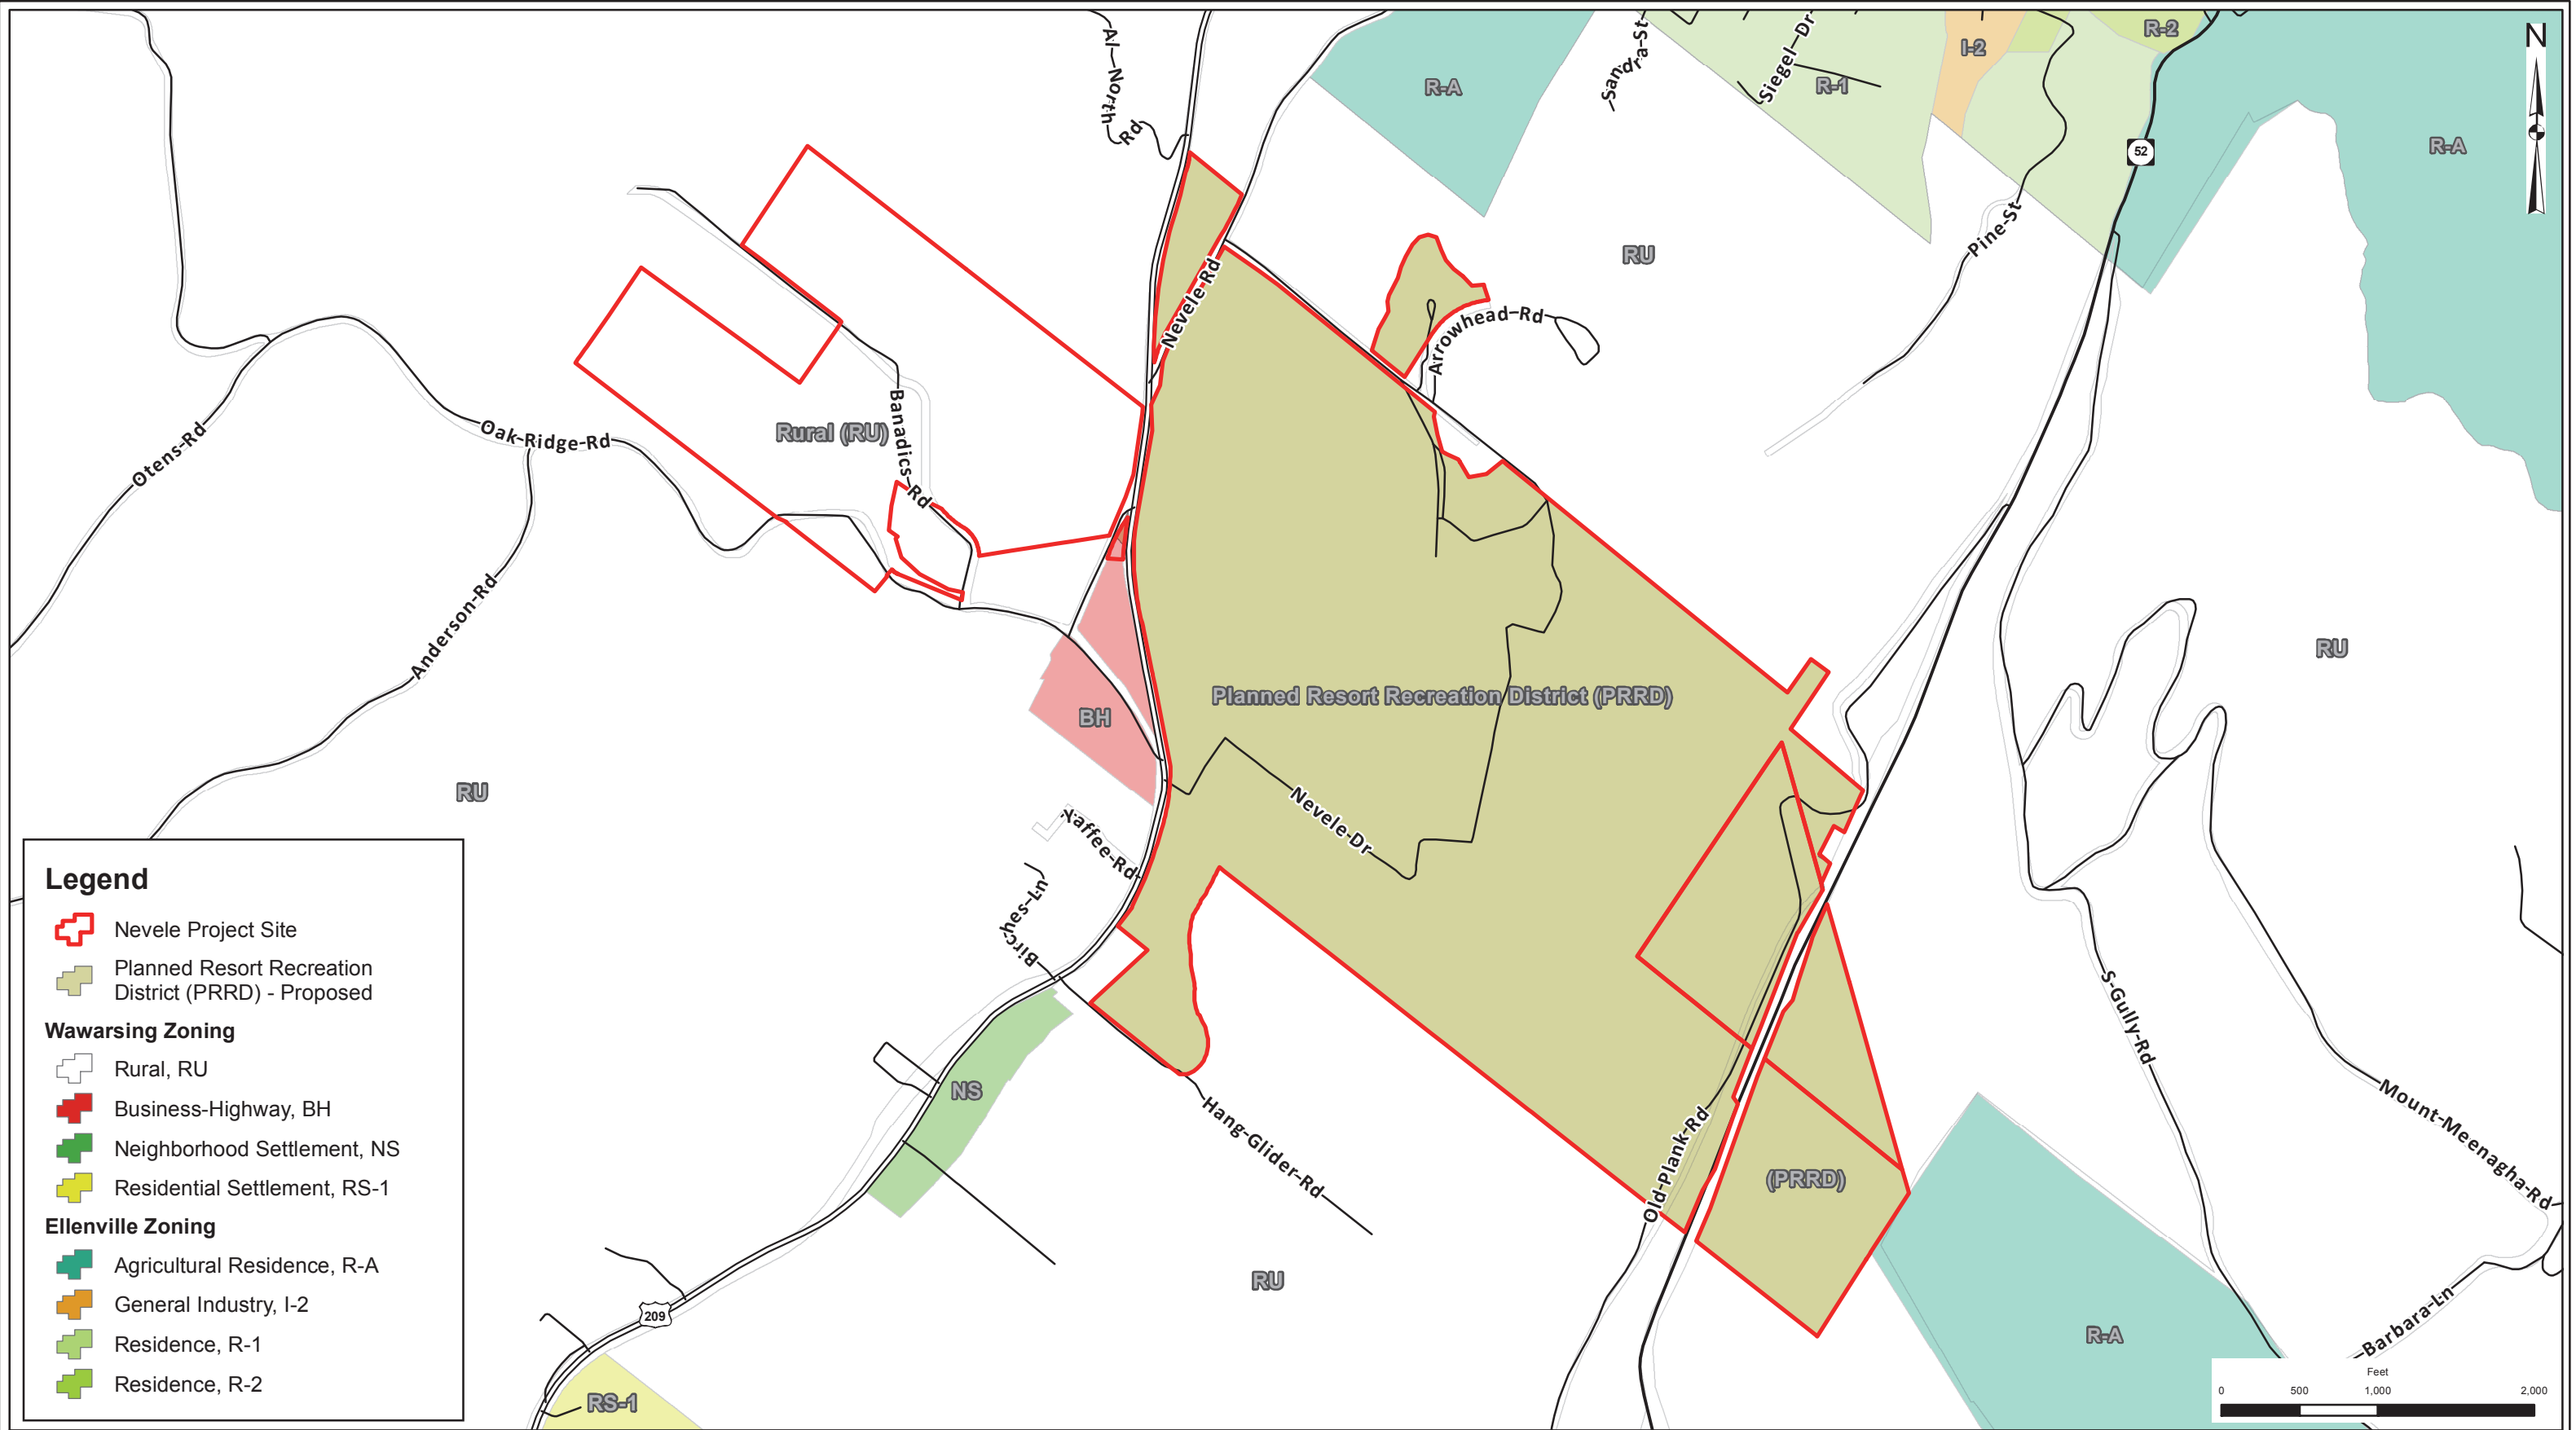 Al-North
Rd
Sandra-St
Siegel-Dr
R-A
R-1
I-2
R-2
52
R-A
N
Nevele-Rd
RU
Pine-St
Arrowhead-Rd
Otens-Rd
Oak-Ridge-Rd
Rural (RU)
Banadics-Rd
Anderson-Rd
RU
BH
Planned Resort Recreation District (PRRD)
RU
Nevele-Dr
Yaffee-Rd
Birches-Ln
NS
Hang-Glider-Rd
Old-Plank-Rd
(PRRD)
S-Gully-Rd
Mount-Meenagha-Rd
RU
209
RS-1
R-A
Barbara-Ln
Legend
Nevele Project Site
Planned Resort Recreation
District (PRRD) - Proposed
Wawarsing Zoning
Rural, RU
Business-Highway, BH
Neighborhood Settlement, NS
Residential Settlement, RS-1
Ellenville Zoning
Agricultural Residence, R-A
General Industry, I-2
Residence, R-1
Residence, R-2
Feet
0 500 1,000 2,000